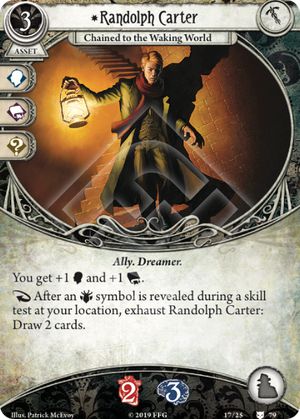 3
*Randolph Carter
Chained to the Waking World
ASSET
Ally. Dreamer.
You get +1 and +1 .
After an symbol is revealed during a skill
test at your location, exhaust Randolph Carter:
Draw 2 cards.
2 3
Illus. Patrick McEvoy © 2019 FFG 17/25 79